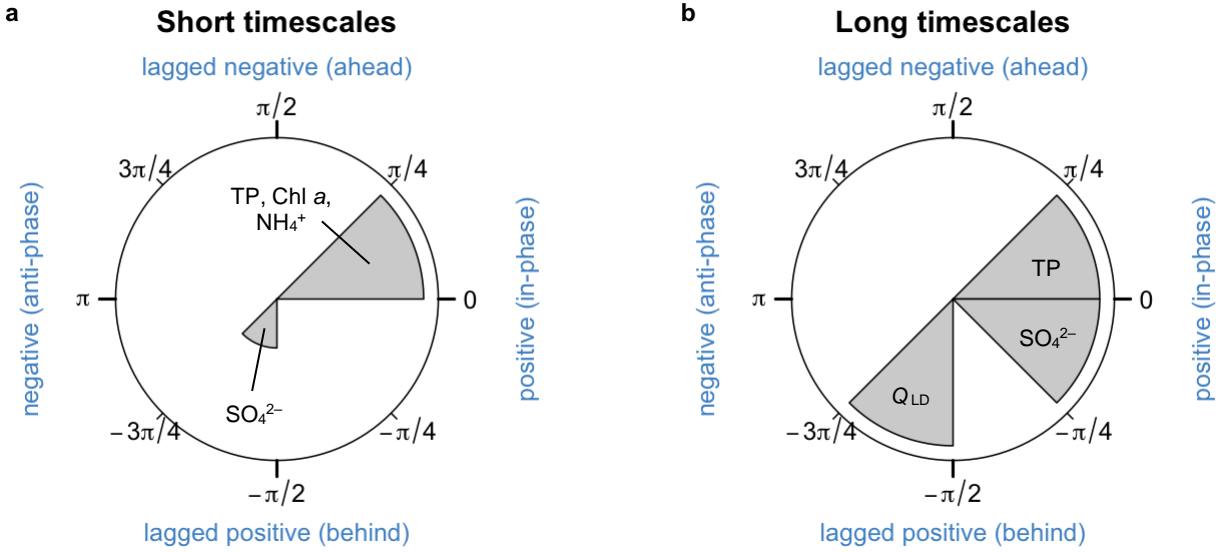 a
Short timescales
lagged negative (ahead)
π/2
3π/4
π/4
TP, Chl a,
NH₄⁺
negative (anti-phase)
π
0
positive (in-phase)
SO₄²⁻
−3π/4
−π/4
−π/2
lagged positive (behind)
b
Long timescales
lagged negative (ahead)
π/2
3π/4
π/4
TP
negative (anti-phase)
π
0
positive (in-phase)
SO₄²⁻
Q LD
−3π/4
−π/4
−π/2
lagged positive (behind)